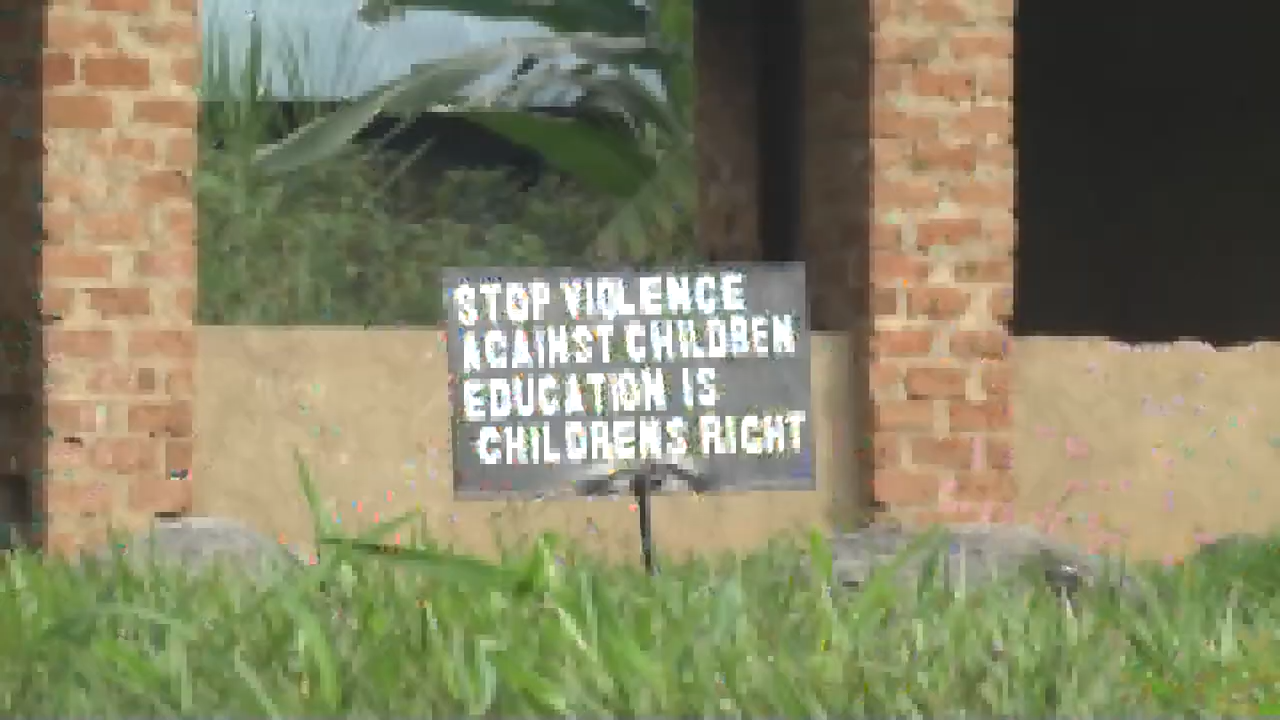 STOP VIOLENCE
AGAINST CHILDREN
EDUCATION IS
CHILDRENS RIGHT